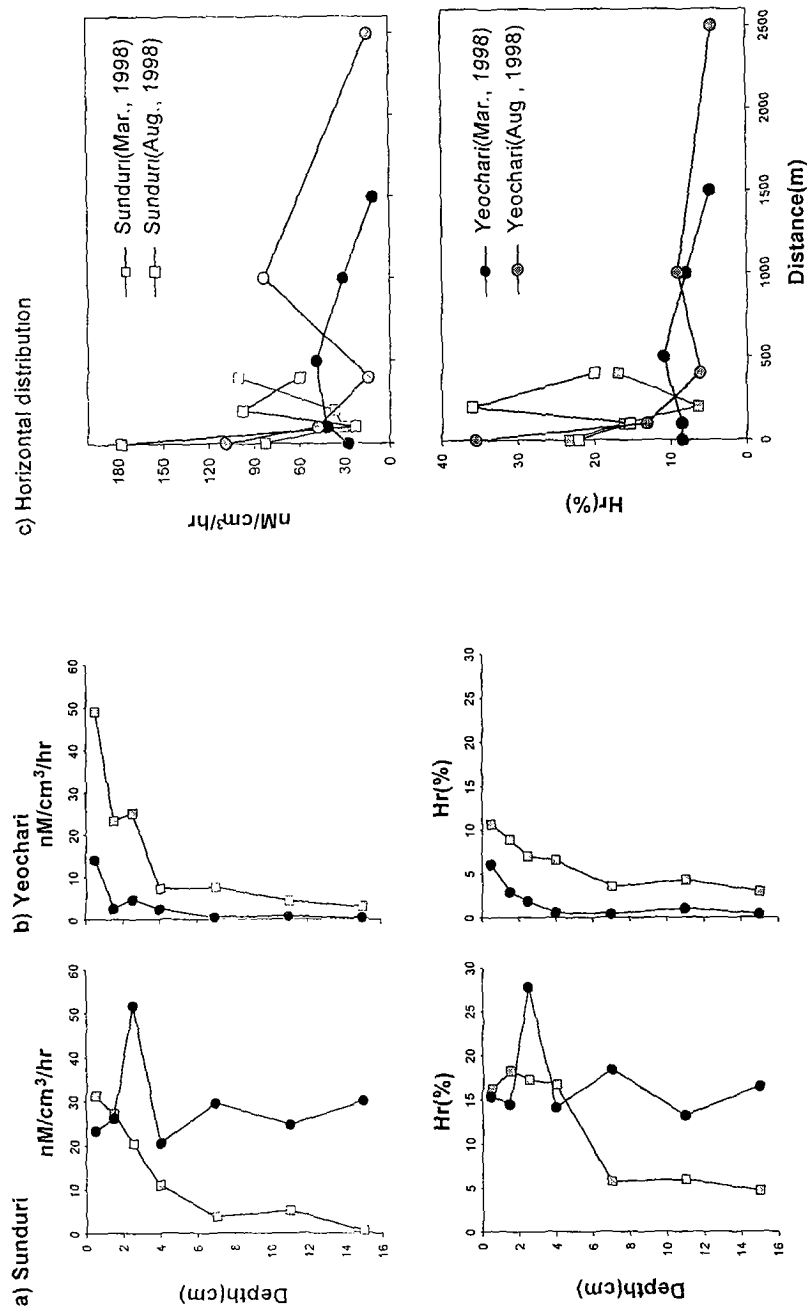 a) Sunduri
nM/cm³/hr
0 10 20 30 40 50 60
0
2
4
6
8
10
12
14
16
Depth(cm)
Hr(%)
0 5 10 15 20 25 30
0
2
4
6
8
10
12
14
16
Depth(cm)
b) Yeochari
nM/cm³/hr
0 10 20 30 40 50 60
Hr(%)
0 5 10 15 20 25 30
c) Horizontal distribution
Sunduri(Mar., 1998)
Sunduri(Aug., 1998)
180
150
120
90
60
30
0
nM/cm³/hr
Yeochari(Mar., 1998)
Yeochari(Aug , 1998)
40
30
20
10
0
Hr(%)
0 500 1000 1500 2000 2500
Distance(m)